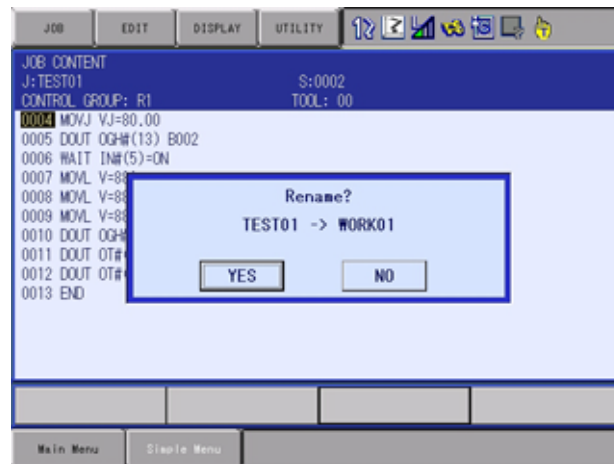 JOB EDIT DISPLAY UTILITY
JOB CONTENT
J:TEST01 S:0002
CONTROL GROUP: R1 TOOL: 00
0004 MOVJ VJ=80.00
0005 DOUT OGH#(13) B002
0006 WAIT IN#(5)=ON
0007 MOVL V=88
0008 MOVL V=88
0009 MOVL V=88
0010 DOUT OGH#
0011 DOUT OT#
0012 DOUT OT#
0013 END
Rename?
TEST01 -> WORK01
YES NO
Main Menu Simple Menu